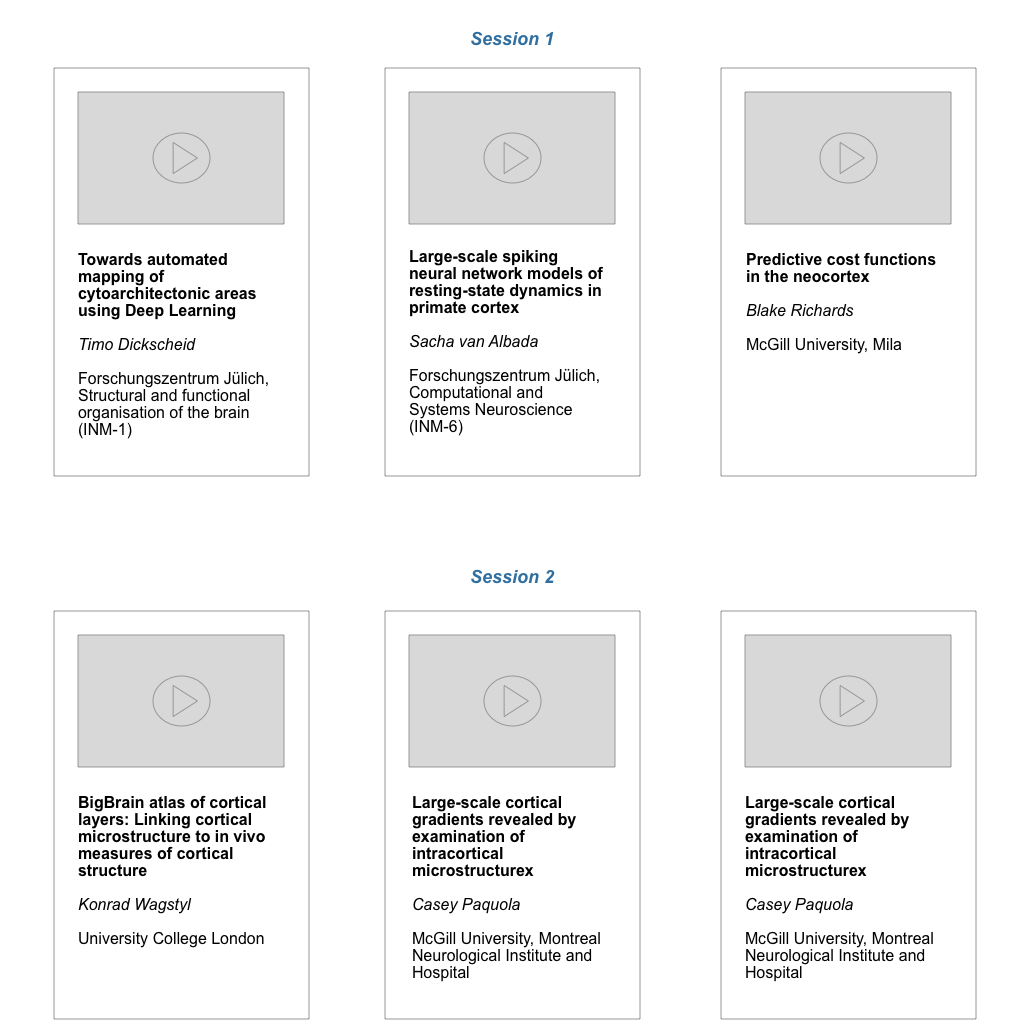 Session 1
Towards automated
mapping of
cytoarchitectonic areas
using Deep Learning
Timo Dickscheid
Forschungszentrum Jülich,
Structural and functional
organisation of the brain
(INM-1)
Large-scale spiking
neural network models of
resting-state dynamics in
primate cortex
Sacha van Albada
Forschungszentrum Jülich,
Computational and
Systems Neuroscience
(INM-6)
Predictive cost functions
in the neocortex
Blake Richards
McGill University, Mila
Session 2
BigBrain atlas of cortical
layers: Linking cortical
microstructure to in vivo
measures of cortical
structure
Konrad Wagstyl
University College London
Large-scale cortical
gradients revealed by
examination of
intracortical
microstructurex
Casey Paquola
McGill University, Montreal
Neurological Institute and
Hospital
Large-scale cortical
gradients revealed by
examination of
intracortical
microstructurex
Casey Paquola
McGill University, Montreal
Neurological Institute and
Hospital